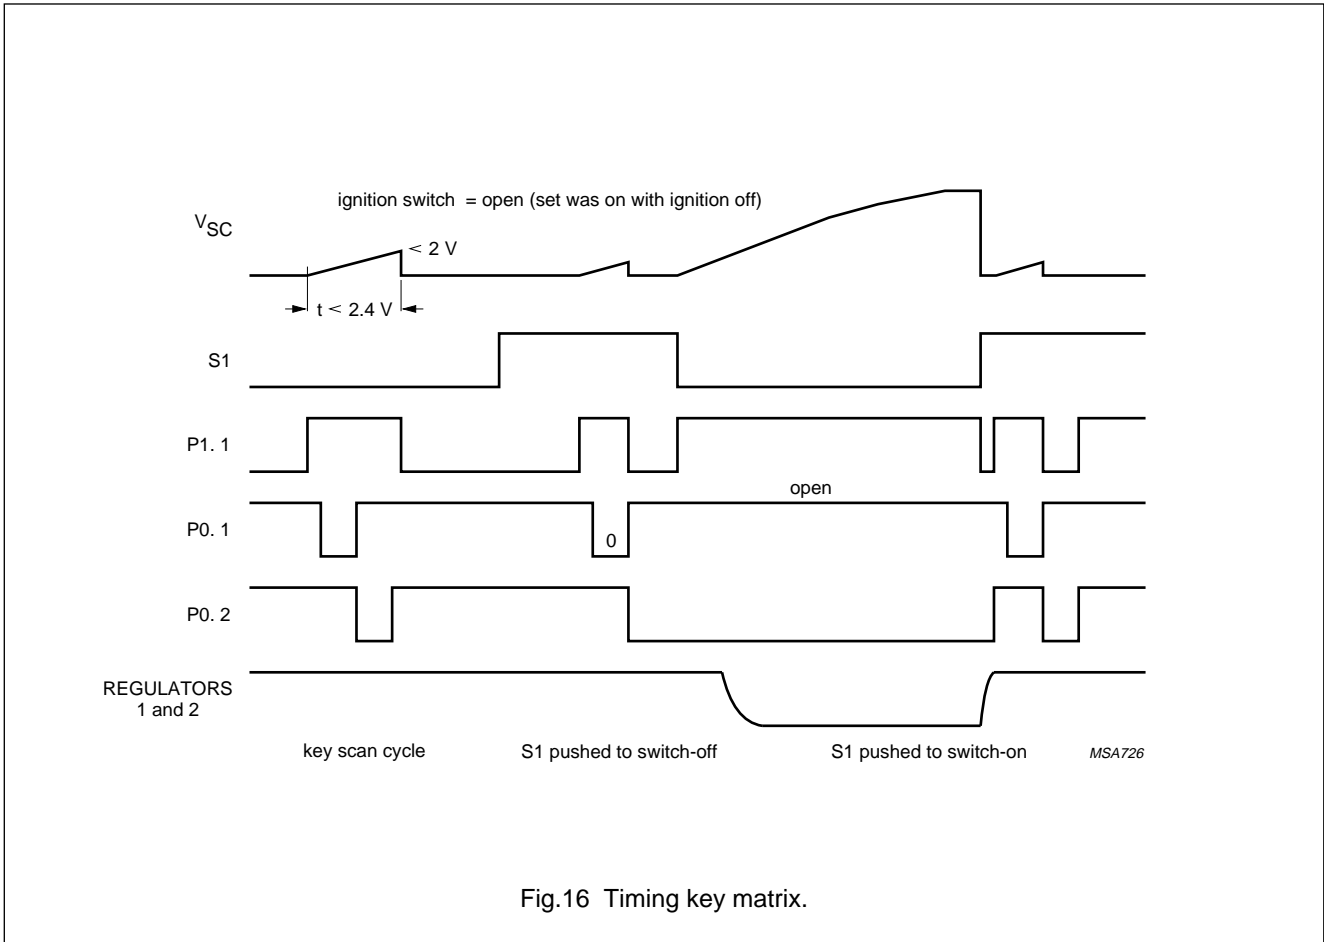 ignition switch = open (set was on with ignition off)
VSC
< 2 V
t < 2.4 V
S1
P1. 1
open
P0. 1
0
P0. 2
REGULATORS
1 and 2
key scan cycle
S1 pushed to switch-off
S1 pushed to switch-on
MSA726
Fig.16 Timing key matrix.